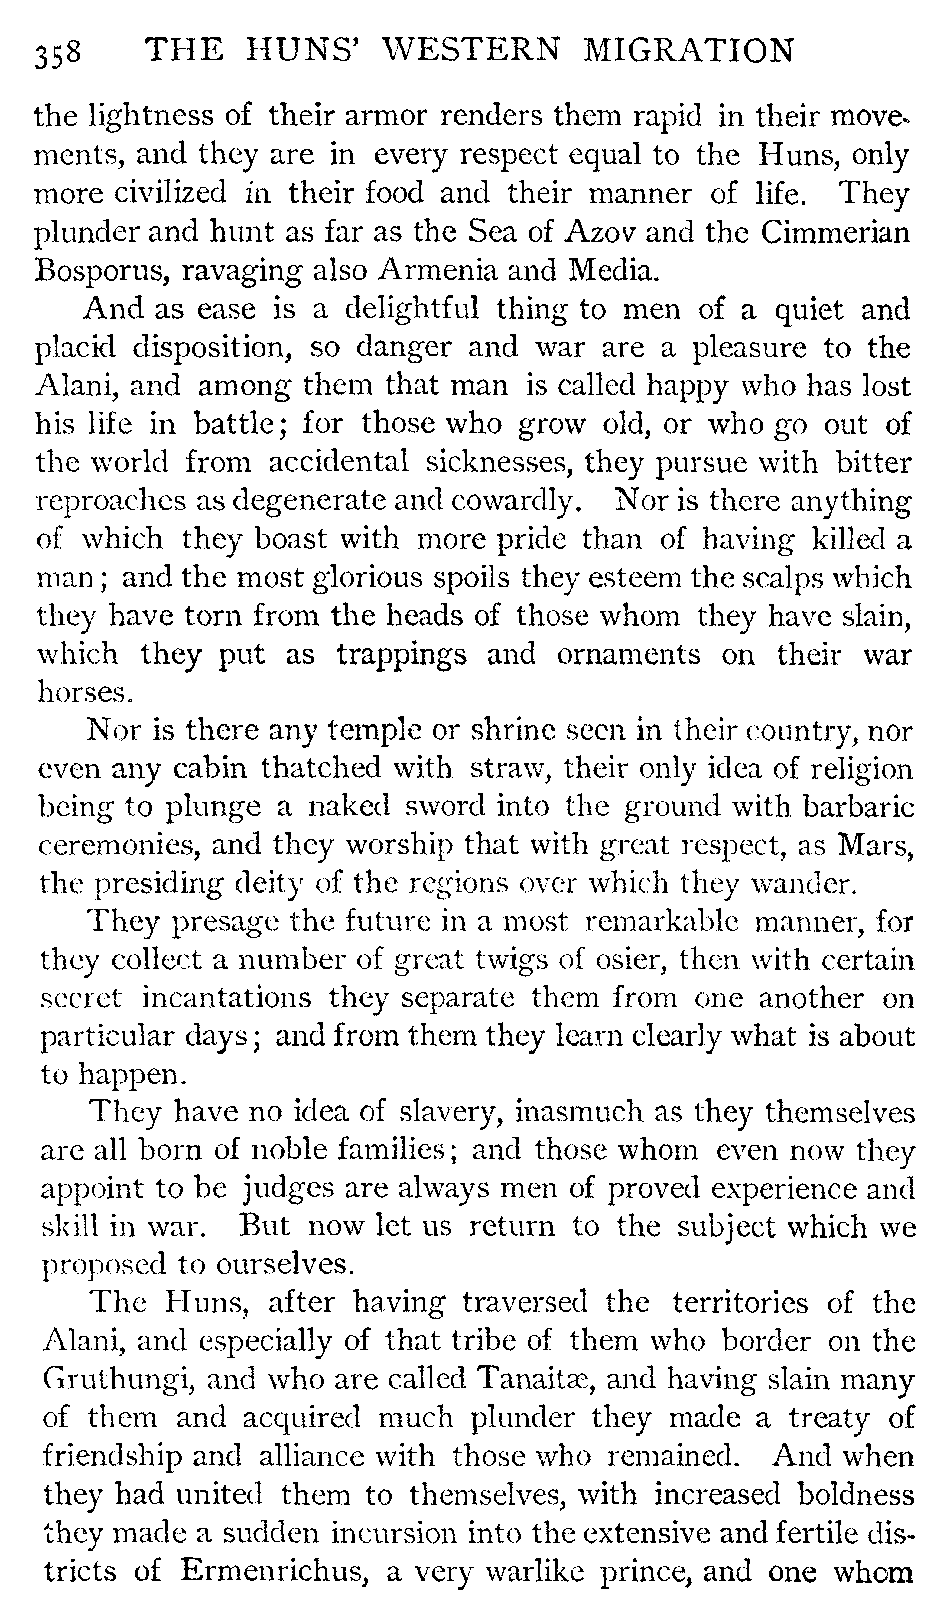 358 THE HUNS' WESTERN MIGRATION
the lightness of their armor renders them rapid in their move-
ments, and they are in every respect equal to the Huns, only
more civilized in their food and their manner of life. They
plunder and hunt as far as the Sea of Azov and the Cimmerian
Bosporus, ravaging also Armenia and Media.
And as ease is a delightful thing to men of a quiet and
placid disposition, so danger and war are a pleasure to the
Alani, and among them that man is called happy who has lost
his life in battle; for those who grow old, or who go out of
the world from accidental sicknesses, they pursue with bitter
reproaches as degenerate and cowardly. Nor is there anything
of which they boast with more pride than of having killed a
man; and the most glorious spoils they esteem the scalps which
they have torn from the heads of those whom they have slain,
which they put as trappings and ornaments on their war
horses.
Nor is there any temple or shrine seen in their country, nor
even any cabin thatched with straw, their only idea of religion
being to plunge a naked sword into the ground with barbaric
ceremonies, and they worship that with great respect, as Mars,
the presiding deity of the regions over which they wander.
They presage the future in a most remarkable manner, for
they collect a number of great twigs of osier, then with certain
secret incantations they separate them from one another on
particular days; and from them they learn clearly what is about
to happen.
They have no idea of slavery, inasmuch as they themselves
are all born of noble families; and those whom even now they
appoint to be judges are always men of proved experience and
skill in war. But now let us return to the subject which we
proposed to ourselves.
The Huns, after having traversed the territories of the
Alani, and especially of that tribe of them who border on the
Gruthungi, and who are called Tanaitæ, and having slain many
of them and acquired much plunder they made a treaty of
friendship and alliance with those who remained. And when
they had united them to themselves, with increased boldness
they made a sudden incursion into the extensive and fertile dis-
tricts of Ermenrichus, a very warlike prince, and one whom